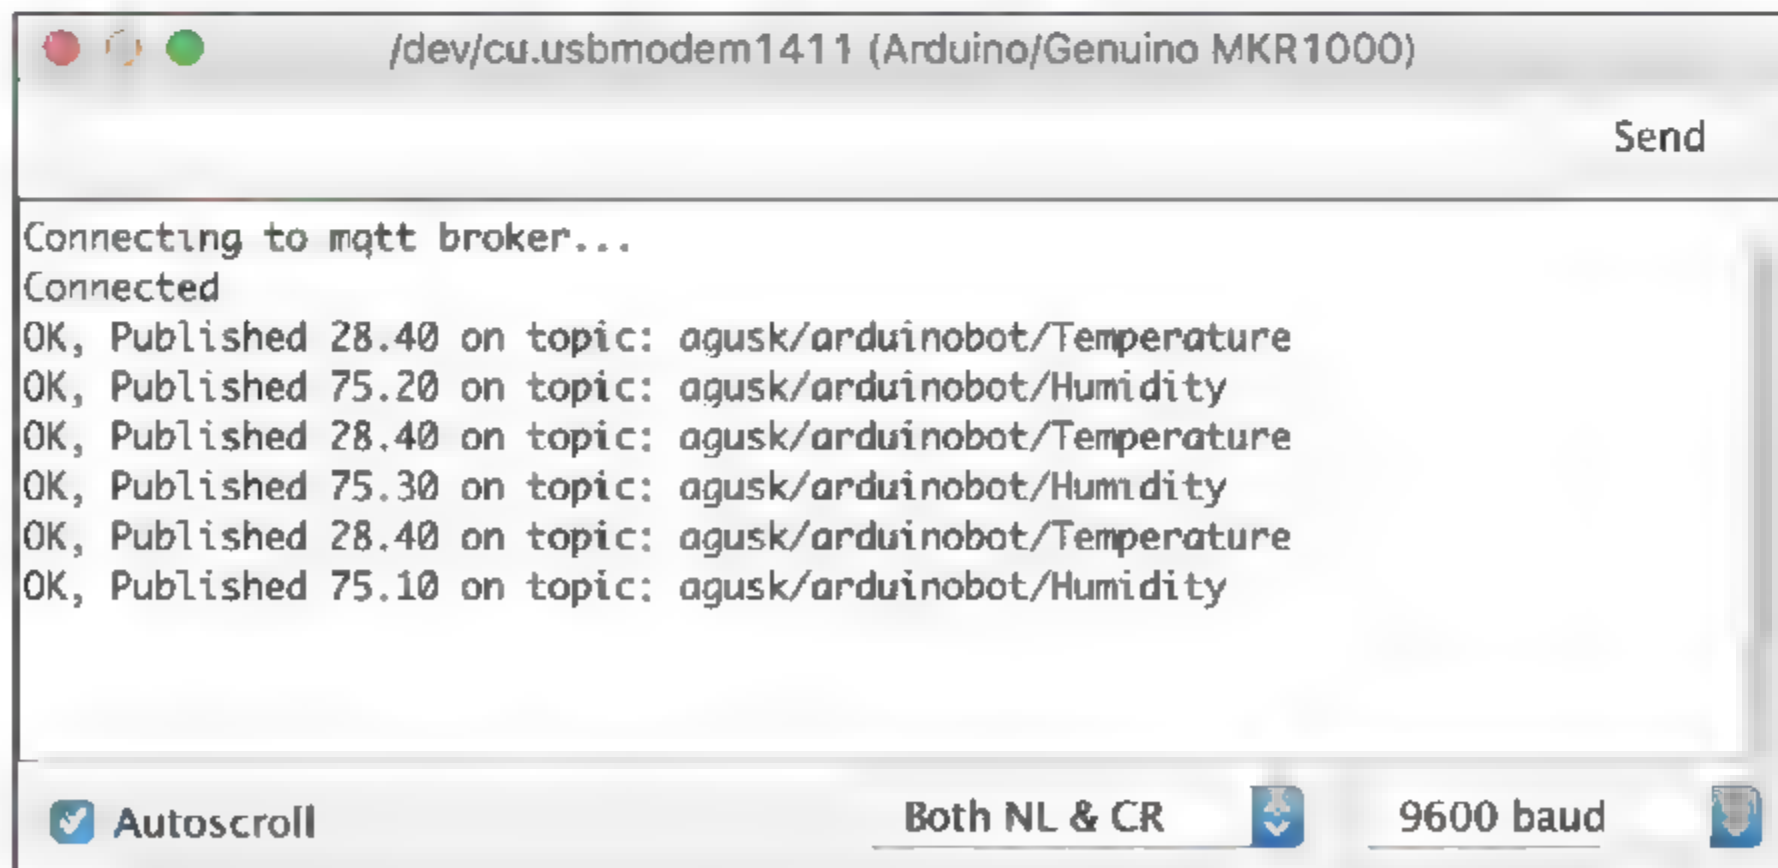 /dev/cu.usbmodem1411 (Arduino/Genuino MKR1000)
Send
Connecting to mqtt broker...
Connected
OK, Published 28.40 on topic: agusk/arduinobot/Temperature
OK, Published 75.20 on topic: agusk/arduinobot/Humidity
OK, Published 28.40 on topic: agusk/arduinobot/Temperature
OK, Published 75.30 on topic: agusk/arduinobot/Humidity
OK, Published 28.40 on topic: agusk/arduinobot/Temperature
OK, Published 75.10 on topic: agusk/arduinobot/Humidity
Autoscroll Both NL & CR 9600 baud